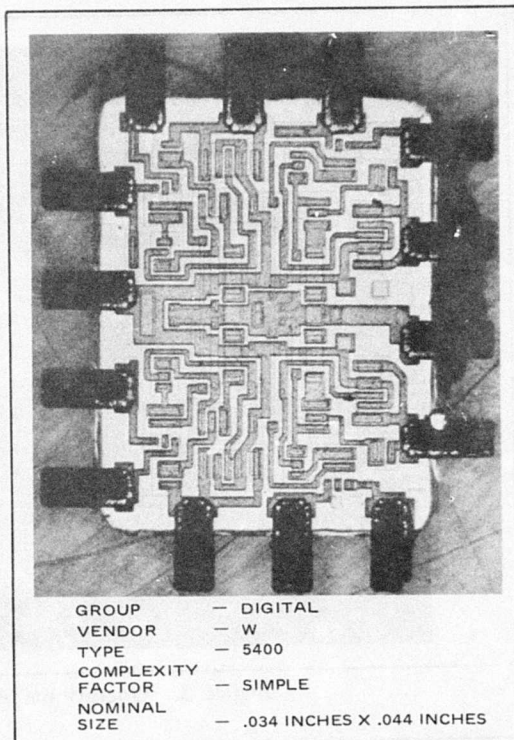 GROUP — DIGITAL
VENDOR — W
TYPE — 5400
COMPLEXITY
FACTOR — SIMPLE
NOMINAL
SIZE — .034 INCHES X .044 INCHES